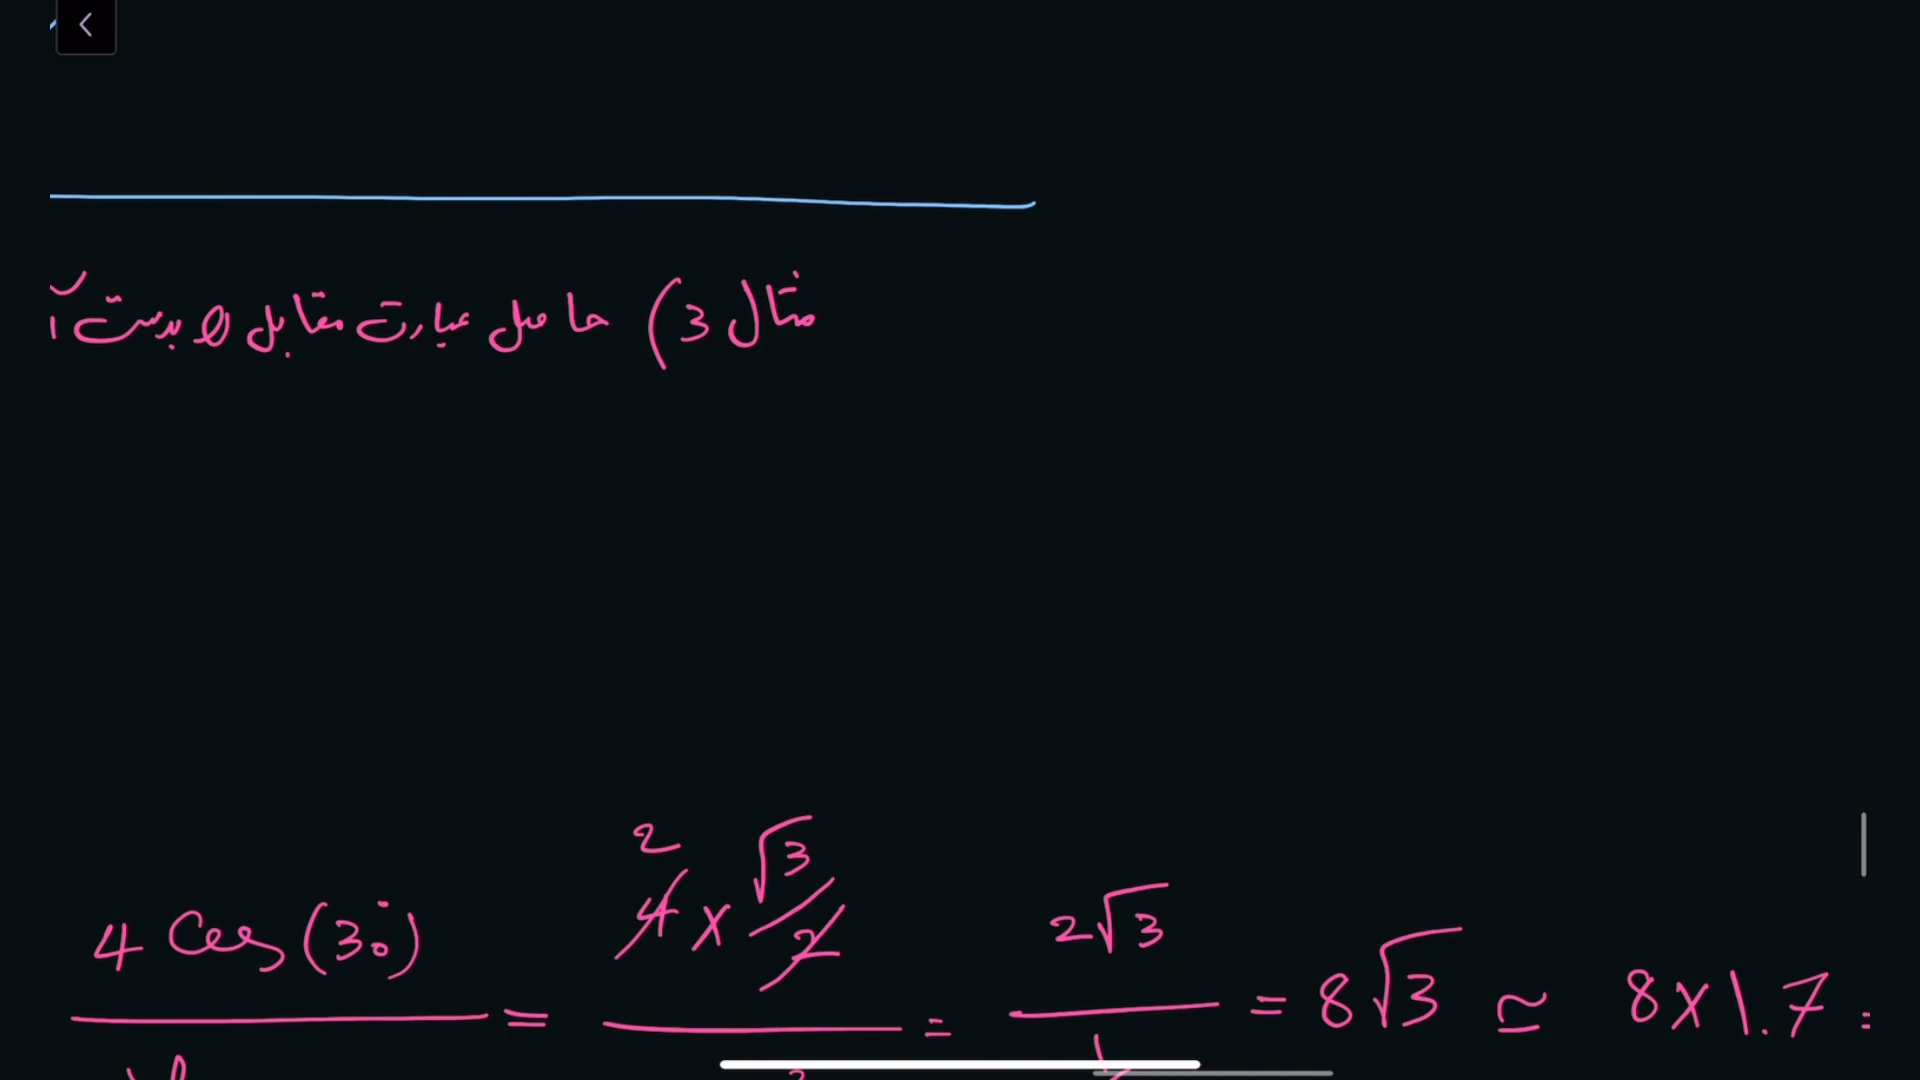 مثال 3) حاصل عبارت مقابل را بدست آ
4 Cos(30°) = 4 × √3/2 2 = 2√3 = 8√3 ≃ 8×1.7 =